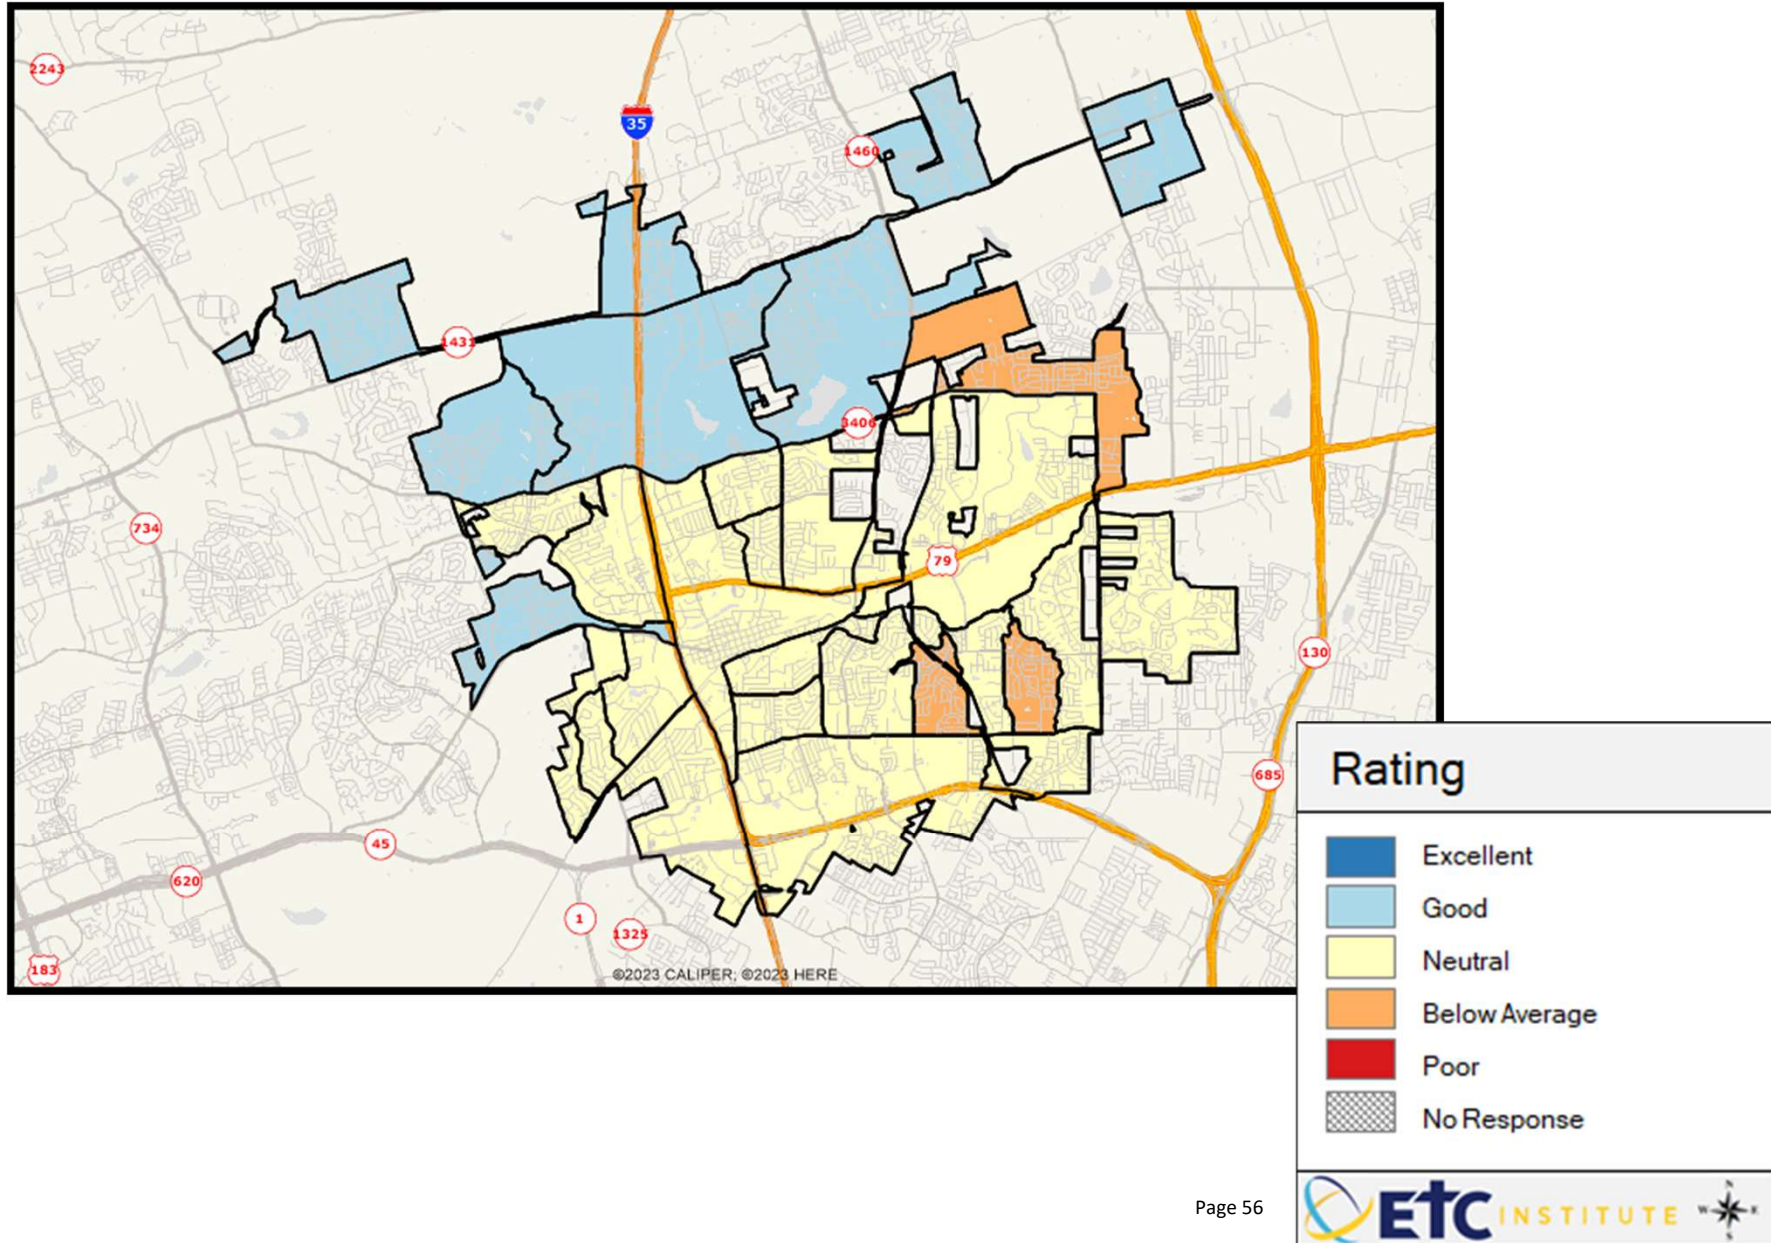 2243
35
1460
1431
3406
734
79
130
685
45
620
1
1325
183
©2023 CALIPER; ©2023 HERE
Rating
Excellent
Good
Neutral
Below Average
Poor
No Response
Page 56
ETC INSTITUTE
N
W E
S